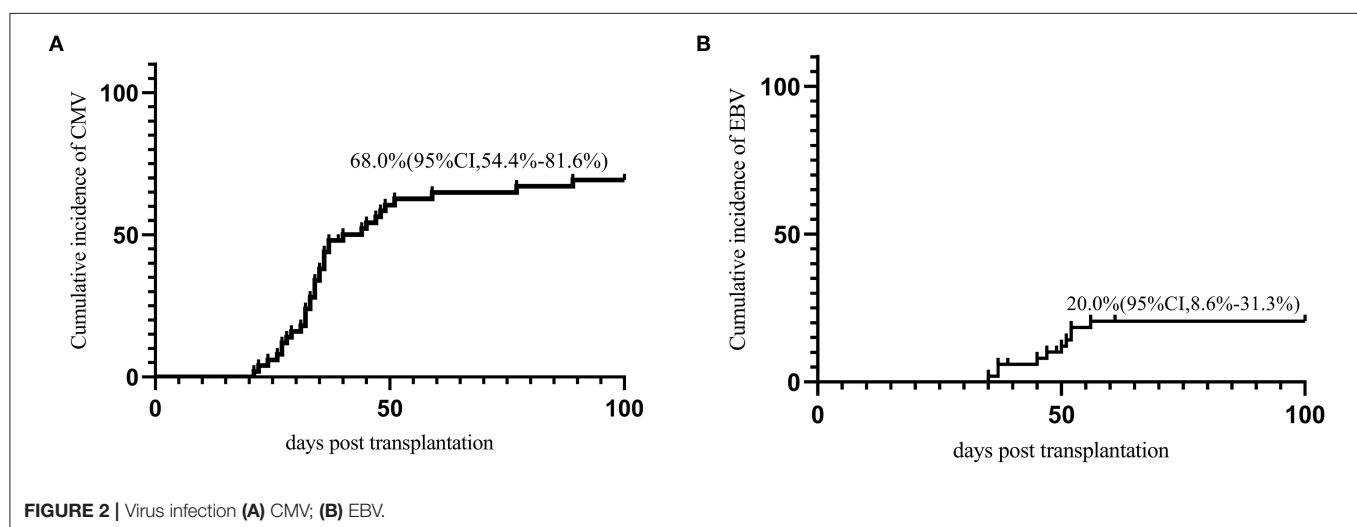 A
Cumulative incidence of CMV
100
50
0
68.0%(95%CI,54.4%-81.6%)
0
50
100
days post transplantation
B
Cumulative incidence of EBV
100
50
0
20.0%(95%CI,8.6%-31.3%)
0
50
100
days post transplantation
FIGURE 2 | Virus infection (A) CMV; (B) EBV.